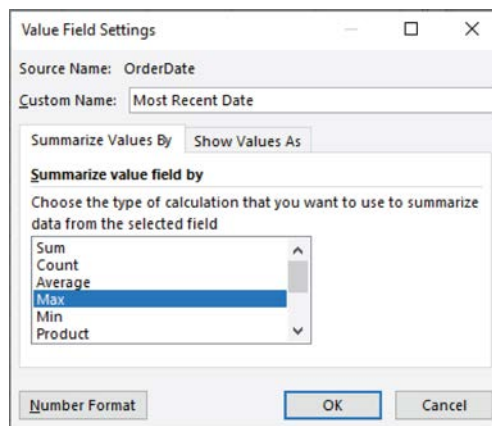 Value Field Settings
Source Name: OrderDate
Custom Name: Most Recent Date
Summarize Values By Show Values As
Summarize value field by
Choose the type of calculation that you want to use to summarize
data from the selected field
Sum
Count
Average
Max
Min
Product
Number Format OK Cancel